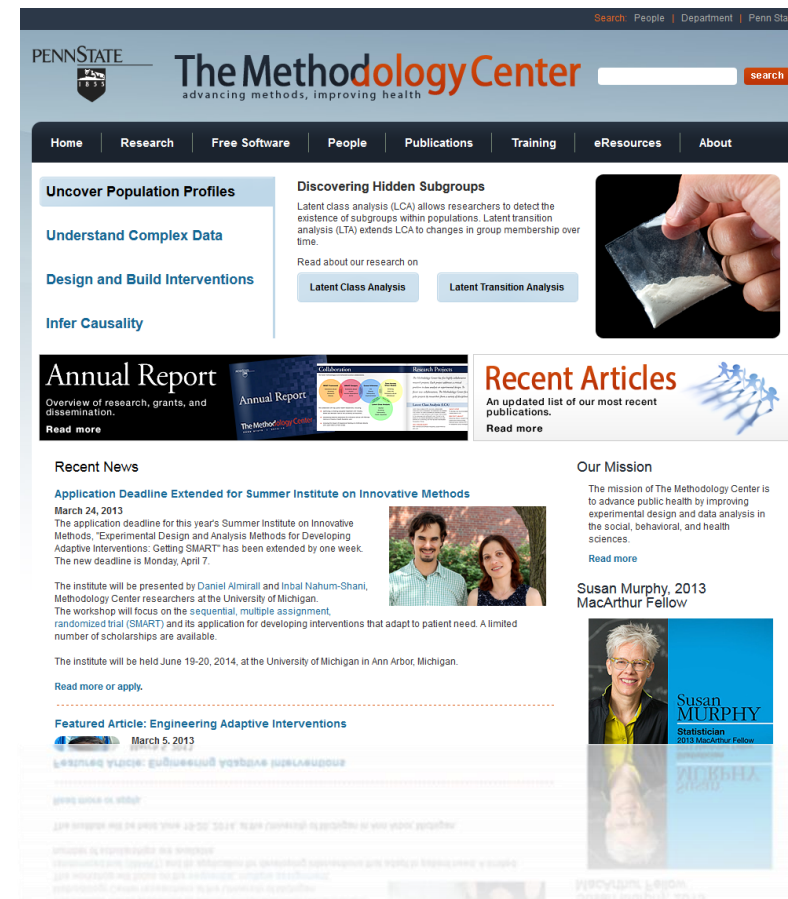 Search: People | Department | Penn Sta
PENNSTATE
1855
The Methodology Center
advancing methods, improving health
search
Home Research Free Software People Publications Training eResources About
Uncover Population Profiles
Understand Complex Data
Design and Build Interventions
Infer Causality
Discovering Hidden Subgroups
Latent class analysis (LCA) allows researchers to detect the
existence of subgroups within populations. Latent transition
analysis (LTA) extends LCA to changes in group membership over
time.
Read about our research on
Latent Class Analysis Latent Transition Analysis
Annual Report
Overview of research, grants, and
dissemination.
Read more
Annual Report
The Methodology Center
Collaboration
Research Projects
Recent Articles
An updated list of our most recent
publications.
Read more
Recent News
Application Deadline Extended for Summer Institute on Innovative Methods
March 24, 2013
The application deadline for this year's Summer Institute on Innovative
Methods, "Experimental Design and Analysis Methods for Developing
Adaptive Interventions: Getting SMART" has been extended by one week.
The new deadline is Monday, April 7.
The institute will be presented by Daniel Almirall and Inbal Nahum-Shani,
Methodology Center researchers at the University of Michigan.
The workshop will focus on the sequential, multiple assignment,
randomized trial (SMART) and its application for developing interventions that adapt to patient need. A limited
number of scholarships are available.
The institute will be held June 19-20, 2014, at the University of Michigan in Ann Arbor, Michigan.
Read more or apply.
Featured Article: Engineering Adaptive Interventions
March 5, 2013
Our Mission
The mission of The Methodology Center is
to advance public health by improving
experimental design and data analysis in
the social, behavioral, and health
sciences.
Read more
Susan Murphy, 2013
MacArthur Fellow
Susan
MURPHY
Statistician
2013 MacArthur Fellow